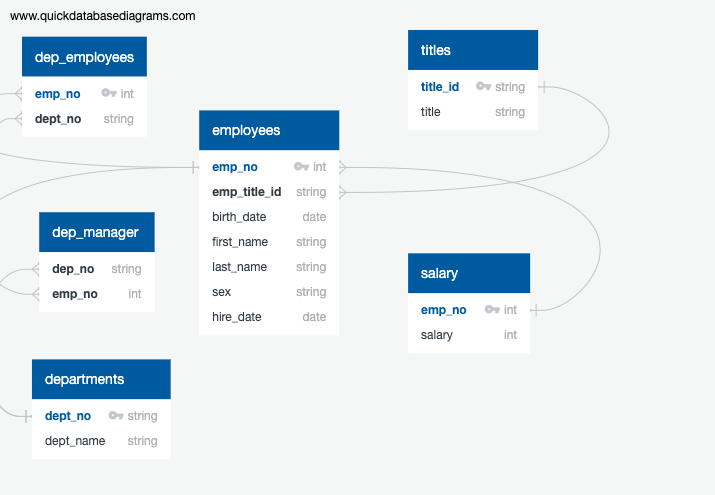 www.quickdatabasediagrams.com
dep_employees
emp_no int
dept_no string
titles
title_id string
title string
employees
emp_no int
emp_title_id string
birth_date date
first_name string
last_name string
sex string
hire_date date
dep_manager
dep_no string
emp_no int
salary
emp_no int
salary int
departments
dept_no string
dept_name string